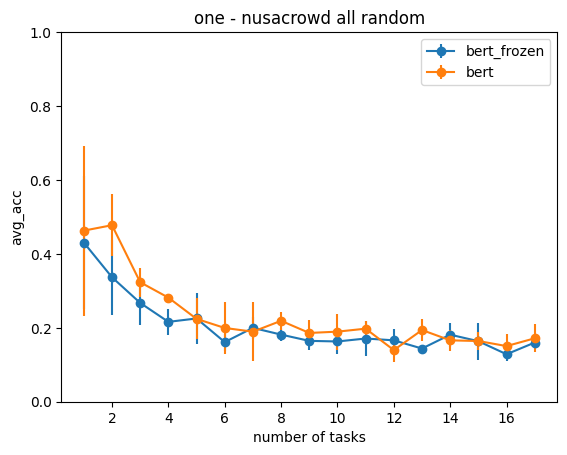 one - nusacrowd all random
bert_frozen
bert
avg_acc
1.0
0.8
0.6
0.4
0.2
0.0
2 4 6 8 10 12 14 16
number of tasks